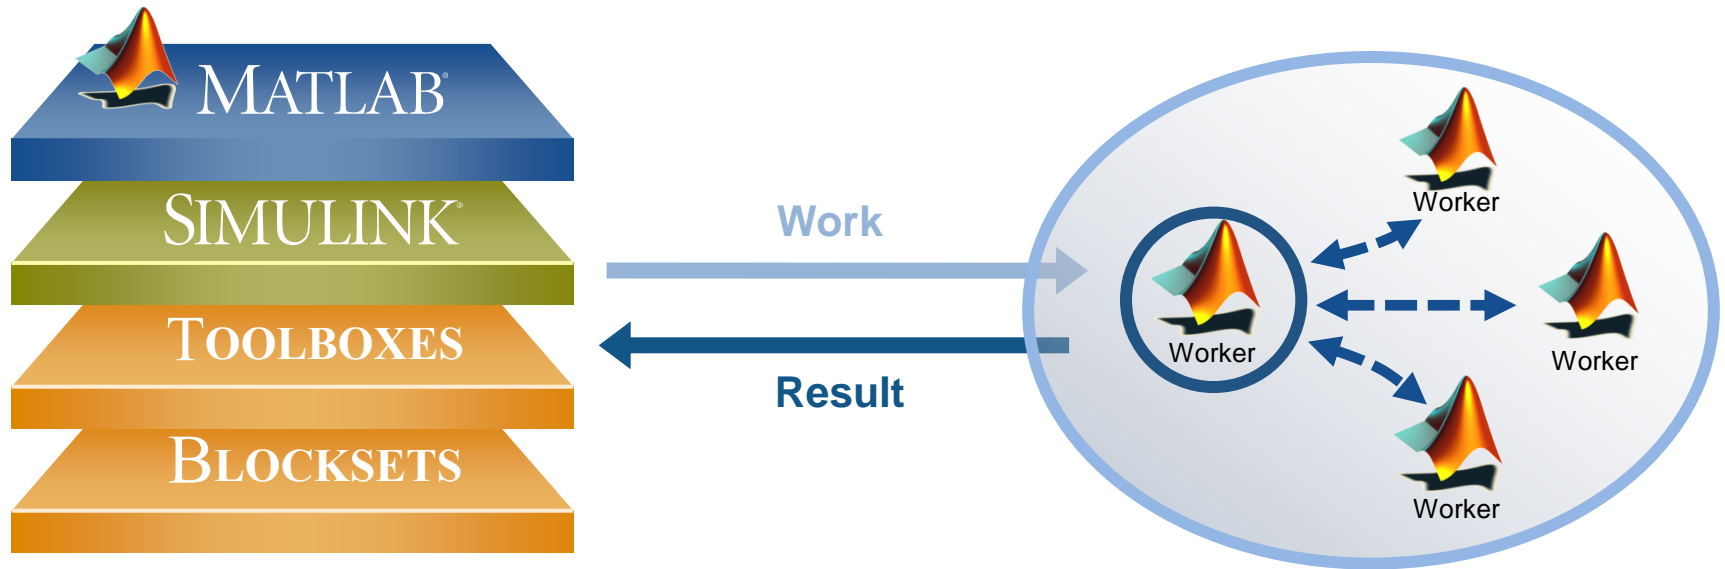 MATLAB®
SIMULINK®
TOOLBOXES
BLOCKSETS
Work
Result
Worker
Worker
Worker
Worker